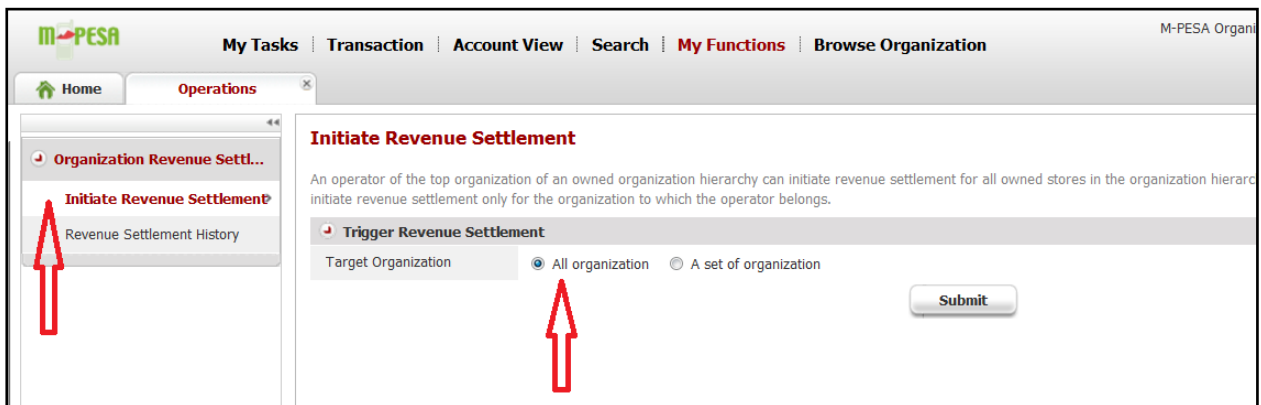 M-PESA
M-PESA Organi
My Tasks Transaction Account View Search My Functions Browse Organization
Home Operations
Organization Revenue Settl...
Initiate Revenue Settlement
Revenue Settlement History
Initiate Revenue Settlement
An operator of the top organization of an owned organization hierarchy can initiate revenue settlement for all owned stores in the organization hierarc
initiate revenue settlement only for the organization to which the operator belongs.
Trigger Revenue Settlement
Target Organization All organization A set of organization
Submit